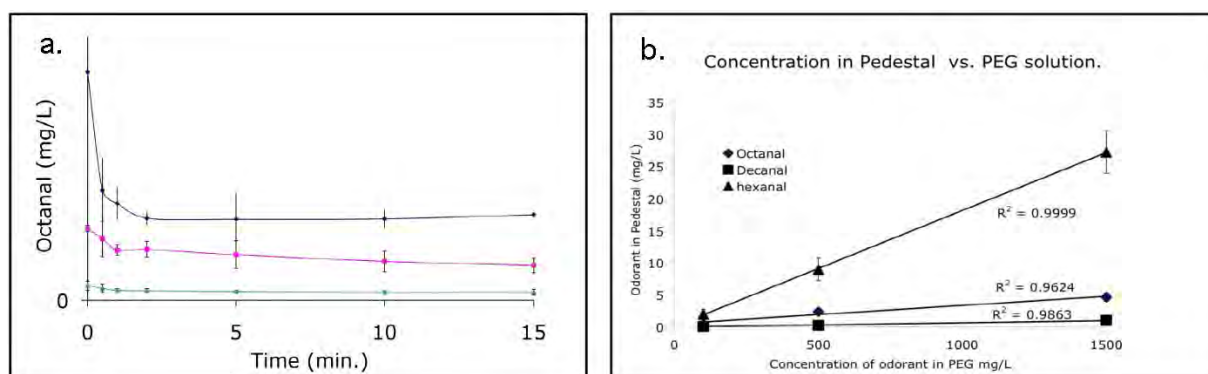 a.
Octanal (mg/L)
0
0
5
10
15
Time (min.)
b.
Concentration in Pedestal vs. PEG solution.
Odorant in Pedestal (mg/L)
35
30
25
20
15
10
5
0
Octanal
Decanal
hexanal
R² = 0.9999
R² = 0.9624
R² = 0.9863
0
500
1000
1500
Concentration of odorant in PEG mg/L